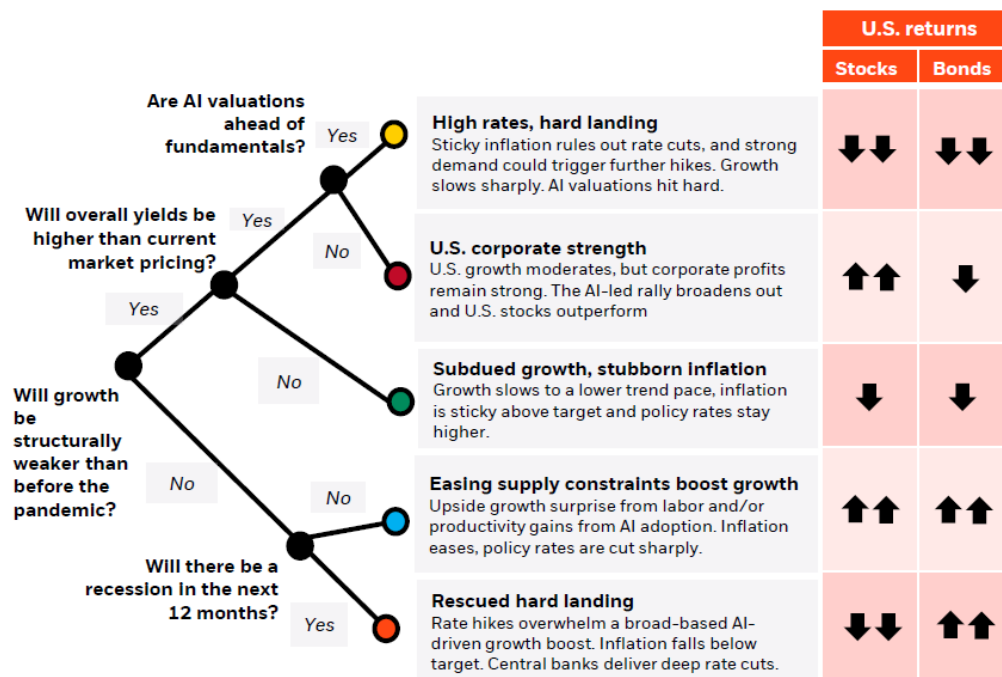 U.S. returns
Stocks
Bonds
Are AI valuations
ahead of
fundamentals?
Yes
High rates, hard landing
Sticky inflation rules out rate cuts, and strong
demand could trigger further hikes. Growth
slows sharply. AI valuations hit hard.
Will overall yields be
higher than current
market pricing?
Yes
No
U.S. corporate strength
U.S. growth moderates, but corporate profits
remain strong. The AI-led rally broadens out
and U.S. stocks outperform
Yes
No
Subdued growth, stubborn inflation
Growth slows to a lower trend pace, inflation
is sticky above target and policy rates stay
higher.
Will growth
be
structurally
weaker than
before the
pandemic?
No
No
Easing supply constraints boost growth
Upside growth surprise from labor and/or
productivity gains from AI adoption. Inflation
eases, policy rates are cut sharply.
Will there be a
recession in the next
12 months?
Yes
Rescued hard landing
Rate hikes overwhelm a broad-based AI-
driven growth boost. Inflation falls below
target. Central banks deliver deep rate cuts.